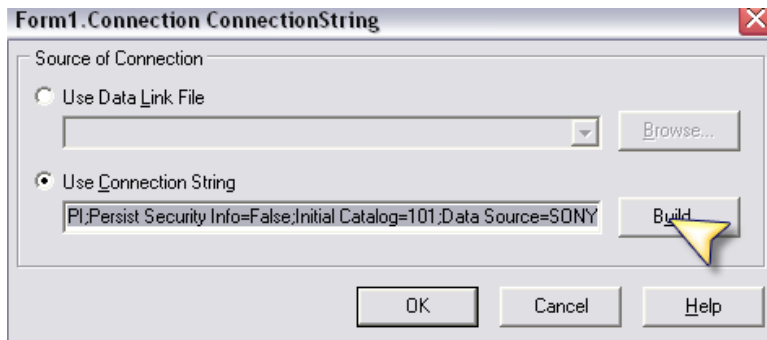 Form1.Connection ConnectionString
Source of Connection
Use Data Link File
Browse...
Use Connection String
PI;Persist Security Info=False;Initial Catalog=101;Data Source=SONY
Build...
OK Cancel Help